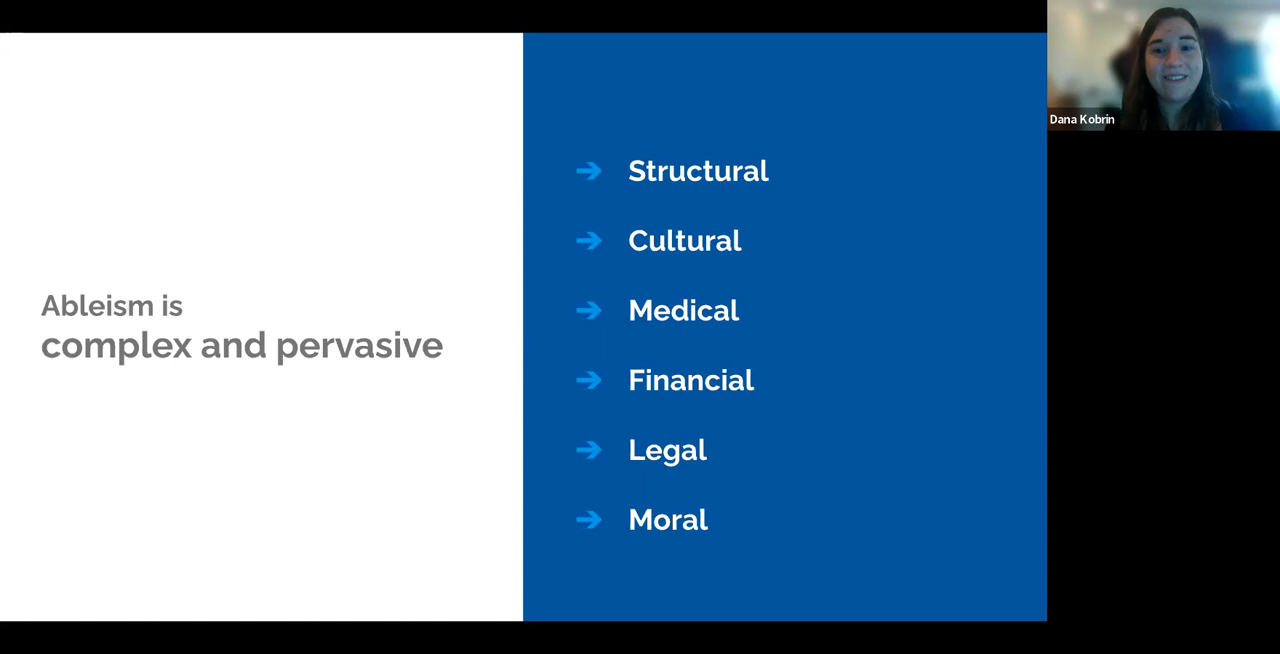 Ableism is
complex and pervasive
➔ Structural
➔ Cultural
➔ Medical
➔ Financial
➔ Legal
➔ Moral
Dana Kobrin